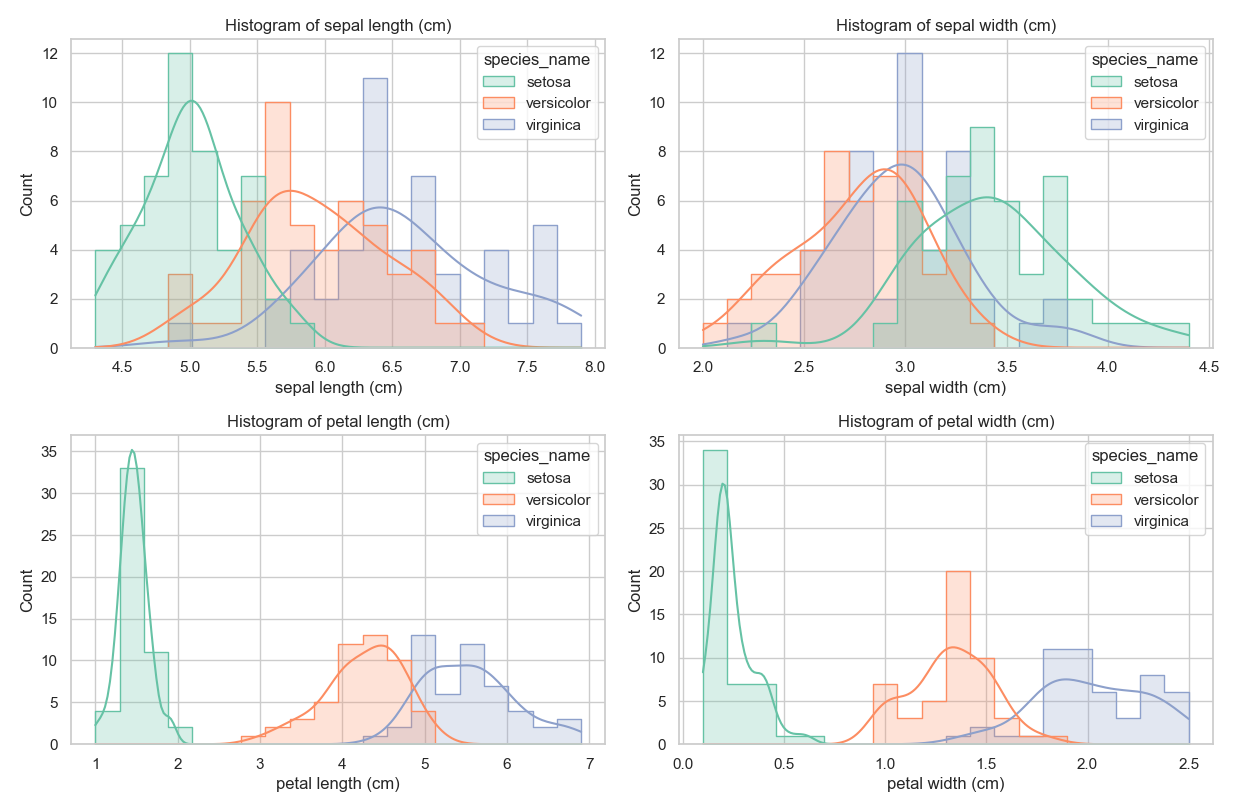 Histogram of sepal length (cm)
12
10
8
6
4
2
0
Count
4.5 5.0 5.5 6.0 6.5 7.0 7.5 8.0
sepal length (cm)
species_name
setosa
versicolor
virginica
Histogram of sepal width (cm)
12
10
8
6
4
2
0
Count
2.0 2.5 3.0 3.5 4.0 4.5
sepal width (cm)
species_name
setosa
versicolor
virginica
Histogram of petal length (cm)
35
30
25
20
15
10
5
0
Count
1 2 3 4 5 6 7
petal length (cm)
species_name
setosa
versicolor
virginica
Histogram of petal width (cm)
35
30
25
20
15
10
5
0
Count
0.0 0.5 1.0 1.5 2.0 2.5
petal width (cm)
species_name
setosa
versicolor
virginica